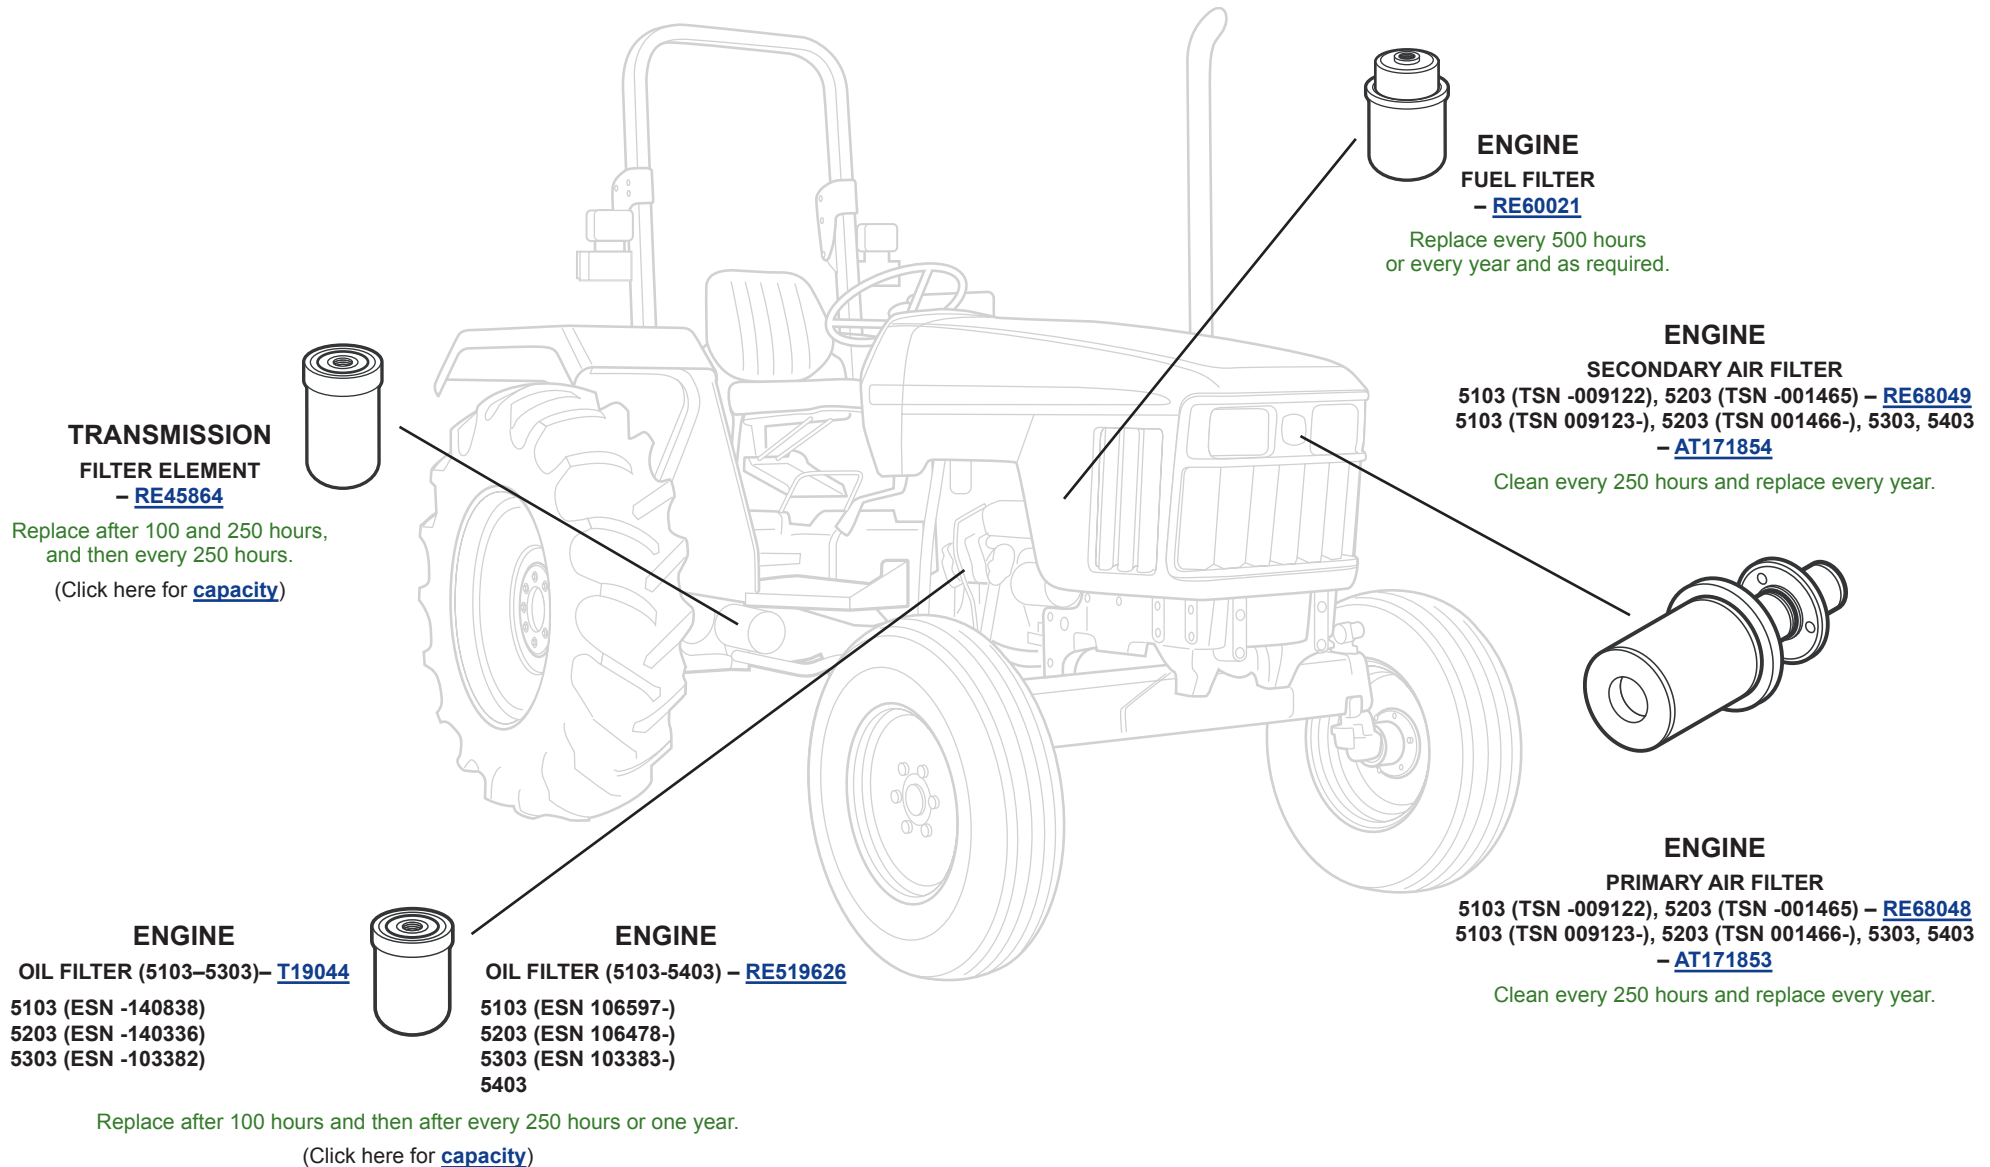 ENGINE
FUEL FILTER
– RE60021
Replace every 500 hours
or every year and as required.
ENGINE
SECONDARY AIR FILTER
5103 (TSN -009122), 5203 (TSN -001465) – RE68049
5103 (TSN 009123-), 5203 (TSN 001466-), 5303, 5403
– AT171854
Clean every 250 hours and replace every year.
TRANSMISSION
FILTER ELEMENT
– RE45864
Replace after 100 and 250 hours,
and then every 250 hours.
(Click here for capacity)
ENGINE
PRIMARY AIR FILTER
5103 (TSN -009122), 5203 (TSN -001465) – RE68048
5103 (TSN 009123-), 5203 (TSN 001466-), 5303, 5403
– AT171853
Clean every 250 hours and replace every year.
ENGINE
OIL FILTER (5103–5303)– T19044
5103 (ESN -140838)
5203 (ESN -140336)
5303 (ESN -103382)
ENGINE
OIL FILTER (5103-5403) – RE519626
5103 (ESN 106597-)
5203 (ESN 106478-)
5303 (ESN 103383-)
5403
Replace after 100 hours and then after every 250 hours or one year.
(Click here for capacity)